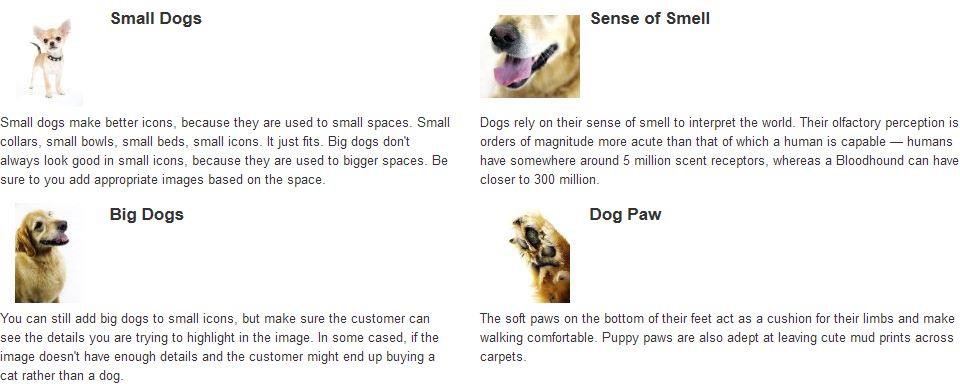 Small Dogs
Small dogs make better icons, because they are used to small spaces. Small
collars, small bowls, small beds, small icons. It just fits. Big dogs don't
always look good in small icons, because they are used to bigger spaces. Be
sure to you add appropriate images based on the space.
Sense of Smell
Dogs rely on their sense of smell to interpret the world. Their olfactory perception is
orders of magnitude more acute than that of which a human is capable — humans
have somewhere around 5 million scent receptors, whereas a Bloodhound can have
closer to 300 million.
Big Dogs
You can still add big dogs to small icons, but make sure the customer can
see the details you are trying to highlight in the image. In some cased, if the
image doesn't have enough details and the customer might end up buying a
cat rather than a dog.
Dog Paw
The soft paws on the bottom of their feet act as a cushion for their limbs and make
walking comfortable. Puppy paws are also adept at leaving cute mud prints across
carpets.